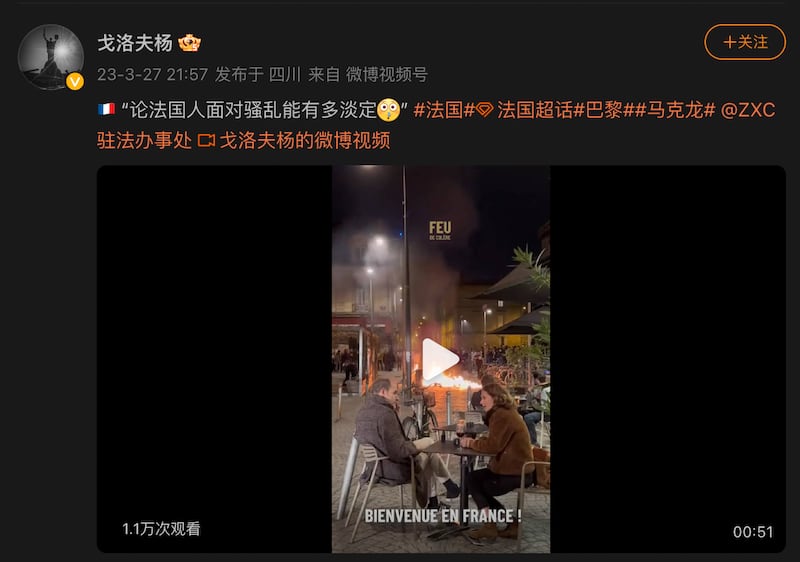 戈洛夫杨
+关注
23-3-27 21:57 发布于 四川 来自 微博视频号
“论法国人面对骚乱能有多淡定” #法国#法国超话#巴黎##马克龙# @ZXC
驻法办事处 戈洛夫杨的微博视频
FEU
DE COLÈRE
BIENVENUE EN FRANCE !
1.1万次观看
00:51